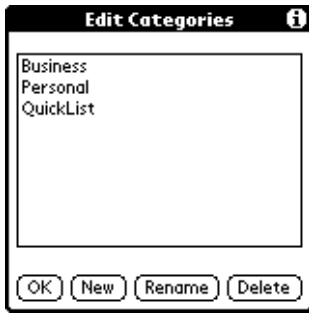 Edit Categories i
Business
Personal
QuickList
OK New Rename Delete